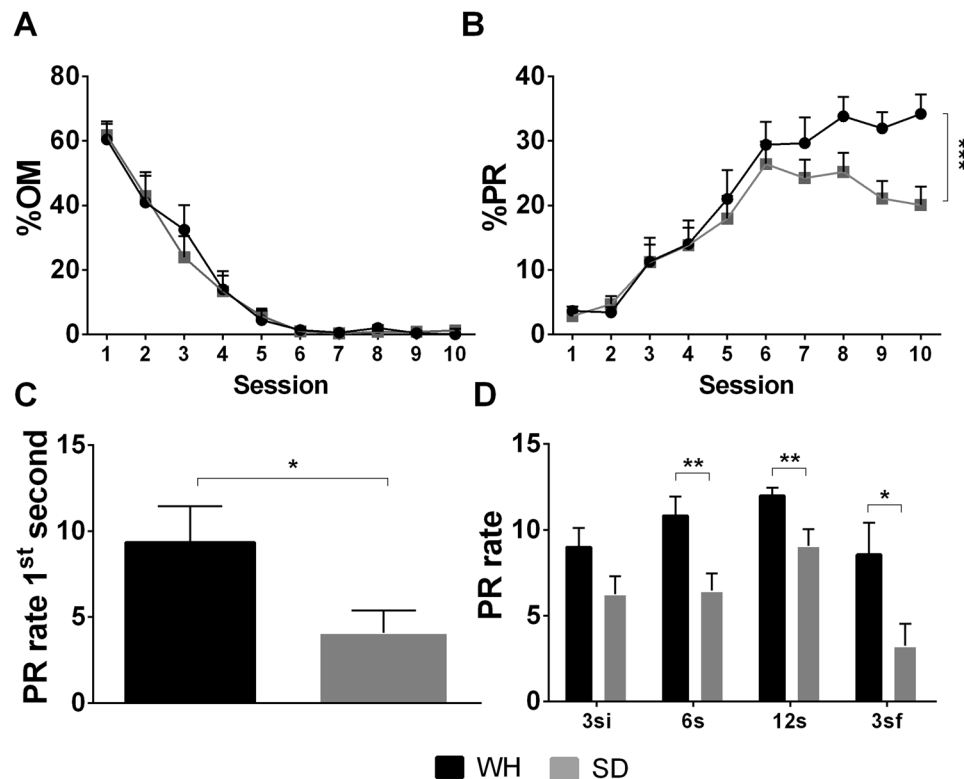 A
80
60
40
20
0
%OM
1 2 3 4 5 6 7 8 9 10
Session
B
40
30
20
10
0
%PR
***
1 2 3 4 5 6 7 8 9 10
Session
C
15
10
5
0
PR rate 1st second
*
D
15
10
5
0
PR rate
** ** *
3si 6s 12s 3sf
WH SD